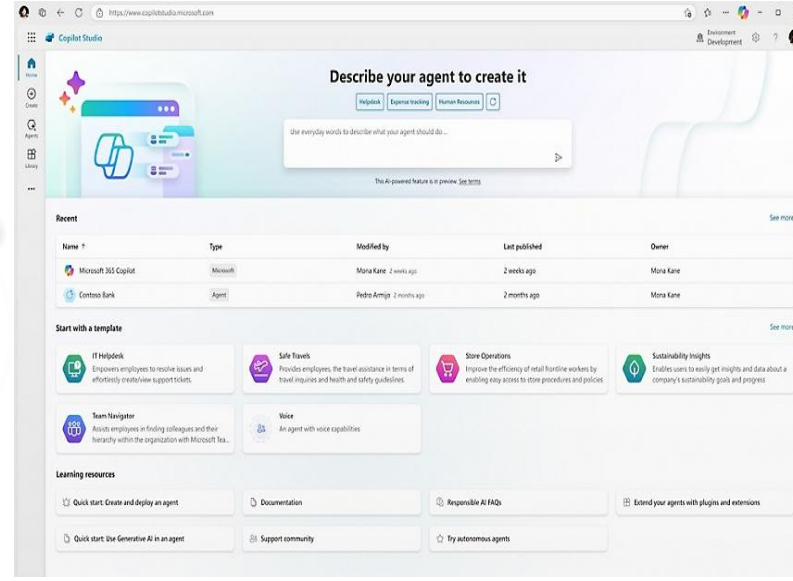 https://www.copilotstudio.microsoft.com
Copilot Studio
Environment
Development
Home
Create
Agents
Library
Describe your agent to create it
Helpdesk
Expense tracking
Human Resources
Use everyday words to describe what your agent should do...
This AI-powered feature is in preview. See terms
Recent
See more
Name ↑ Type Modified by Last published Owner
Microsoft 365 Copilot Microsoft Mona Kane 2 weeks ago 2 weeks ago Mona Kane
Contoso Bank Agent Pedro Armijo 2 months ago 2 months ago Mona Kane
Start with a template
See more
IT Helpdesk
Empowers employees to resolve issues and
effortlessly create/view support tickets.
Safe Travels
Provides employees, the travel assistance in terms of
travel inquiries and health and safety guidelines.
Store Operations
Improve the efficiency of retail frontline workers by
enabling easy access to store procedures and policies
Sustainability Insights
Enables users to easily get insights and data about a
company's sustainability goals and progress
Team Navigator
Assists employees in finding colleagues and their
hierarchy within the organization with Microsoft Tea...
Voice
An agent with voice capabilities
Learning resources
Quick start: Create and deploy an agent
Documentation
Responsible AI FAQs
Extend your agents with plugins and extensions
Quick start: Use Generative AI in an agent
Support community
Try autonomous agents